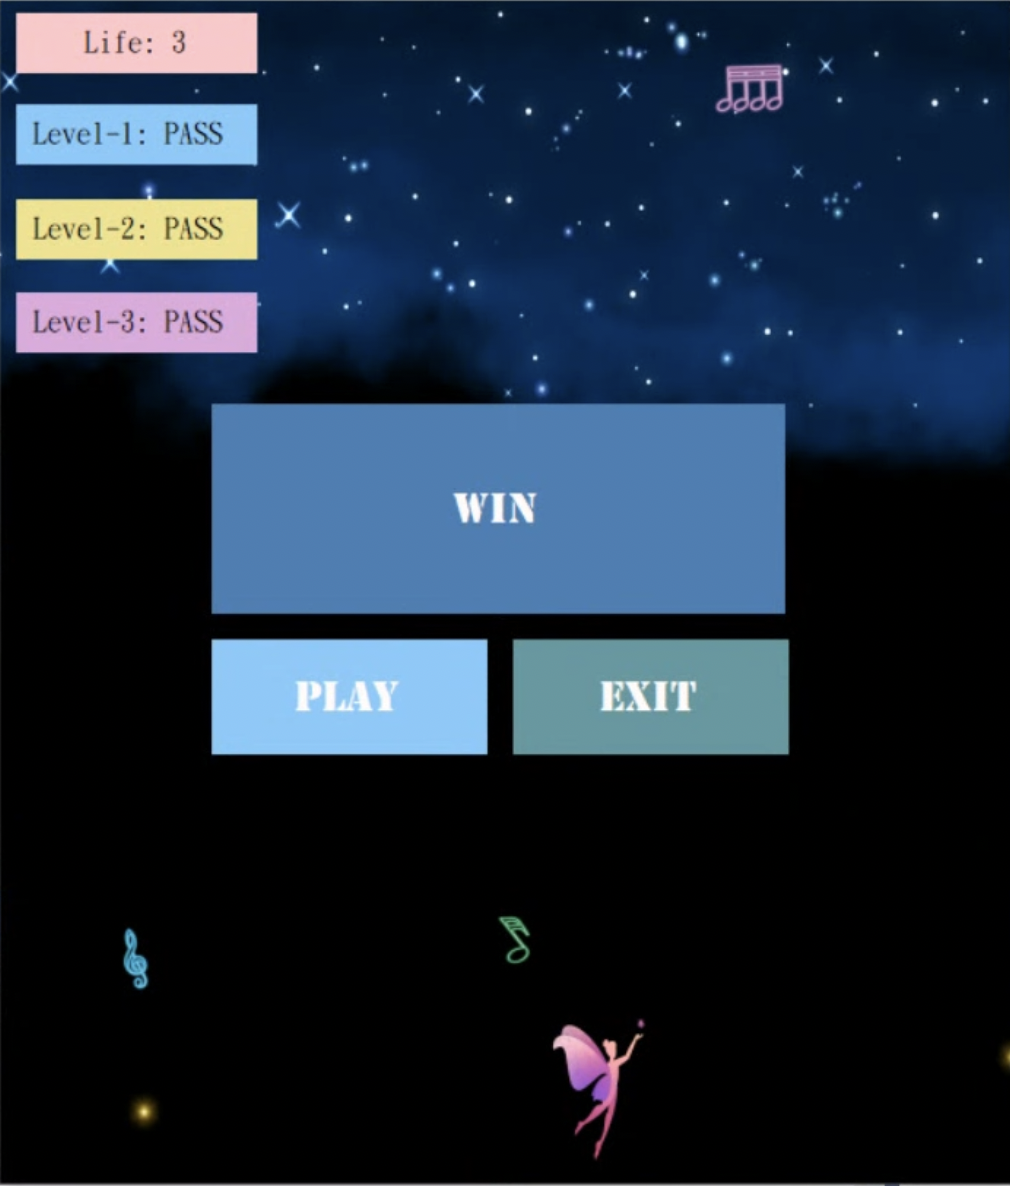 Life: 3
Level-1: PASS
Level-2: PASS
Level-3: PASS
WIN
PLAY
EXIT